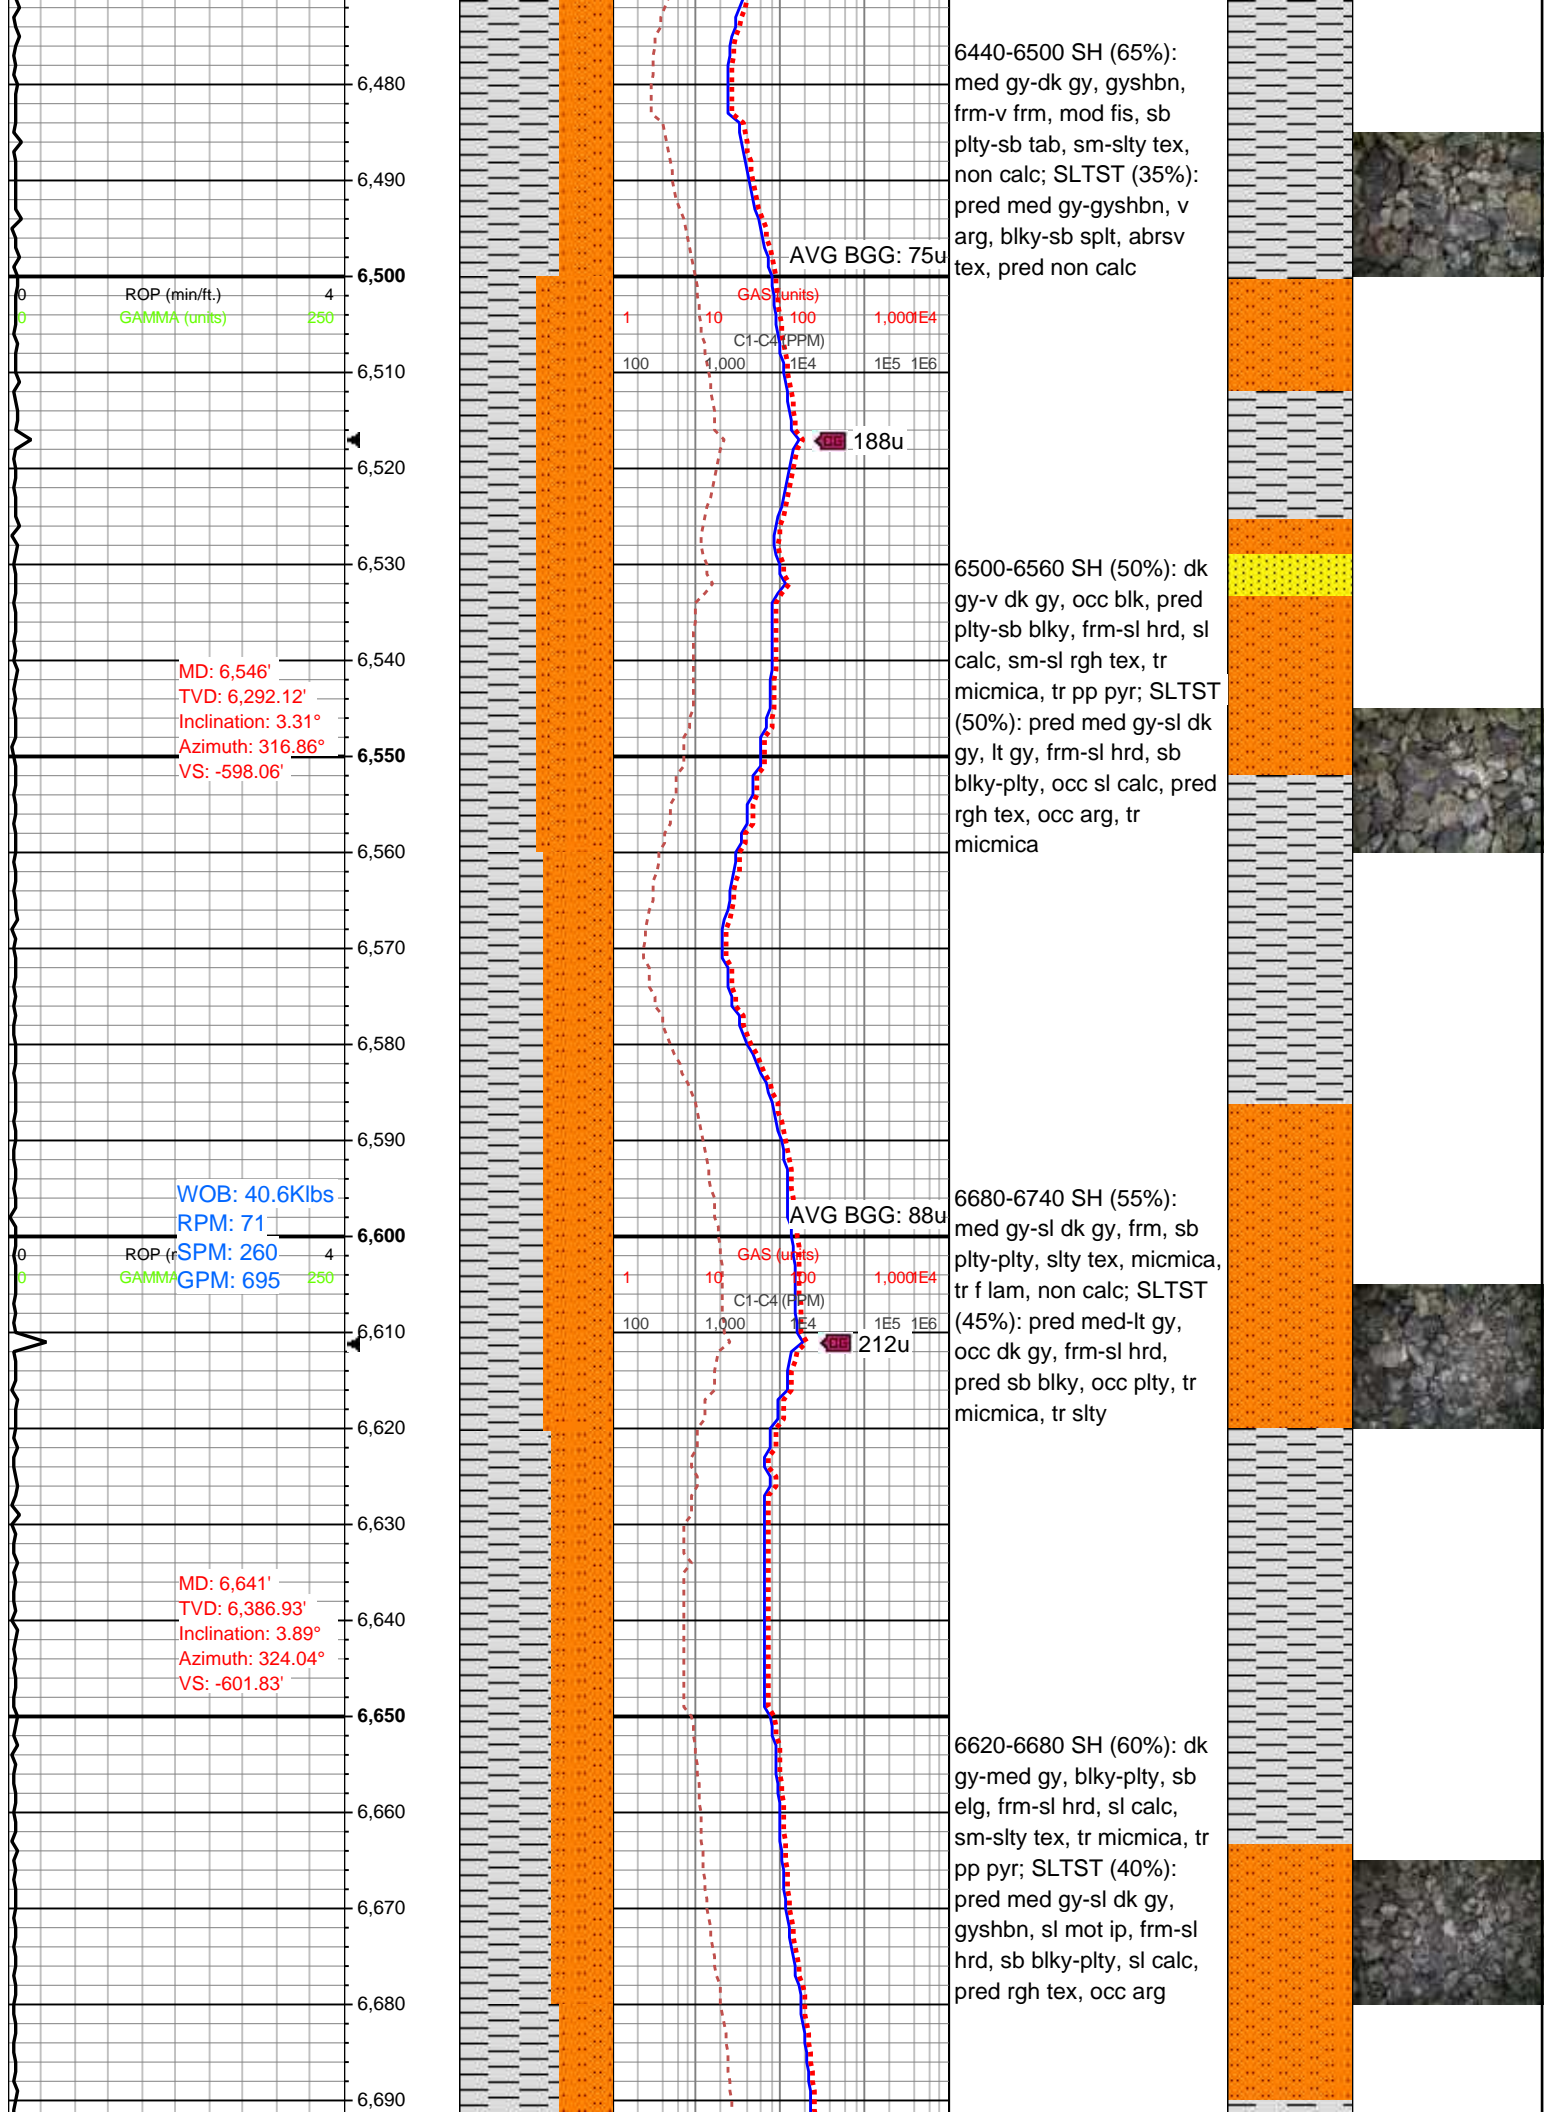 6440-6500 SH (65%):
med gy-dk gy, gyshbn,
frm-v frm, mod fis, sb
plty-sb tab, sm-slty tex,
non calc; SLTST (35%):
pred med gy-gyshbn, v
arg, blky-sb splt, abrsv
tex, pred non calc
6,480
6,490
AVG BGG: 75u
6,500
0 ROP (min/ft.) 4
0 GAMMA (units) 250
1 GAS (units) 10 100 1,000 1E4
C1-C4 (PPM)
100 1,000 1E4 1E5 1E6
6,510
CG 188u
6,520
6,530
6500-6560 SH (50%): dk
gy-v dk gy, occ blk, pred
plty-sb blky, frm-sl hrd, sl
calc, sm-sl rgh tex, tr
micmica, tr pp pyr; SLTST
(50%): pred med gy-sl dk
gy, lt gy, frm-sl hrd, sb
blky-plty, occ sl calc, pred
rgh tex, occ arg, tr
micmica
6,540
MD: 6,546'
TVD: 6,292.12'
Inclination: 3.31°
Azimuth: 316.86°
VS: -598.06'
6,550
6,560
6,570
6,580
6,590
WOB: 40.6Klbs
RPM: 71
SPM: 260
GPM: 695
AVG BGG: 88u
6,600
0 ROP (r 4
0 GAMMA 250
GAS (units)
1 10 100 1,000 1E4
C1-C4 (PPM)
100 1,000 1E4 1E5 1E6
6680-6740 SH (55%):
med gy-sl dk gy, frm, sb
plty-plty, slty tex, micmica,
tr f lam, non calc; SLTST
(45%): pred med-lt gy,
occ dk gy, frm-sl hrd,
pred sb blky, occ plty, tr
micmica, tr slty
6,610
CG 212u
6,620
6,630
MD: 6,641'
TVD: 6,386.93'
Inclination: 3.89°
Azimuth: 324.04°
VS: -601.83'
6,640
6,650
6620-6680 SH (60%): dk
gy-med gy, blky-plty, sb
elg, frm-sl hrd, sl calc,
sm-slty tex, tr micmica, tr
pp pyr; SLTST (40%):
pred med gy-sl dk gy,
gyshbn, sl mot ip, frm-sl
hrd, sb blky-plty, sl calc,
pred rgh tex, occ arg
6,660
6,670
6,680
6,690